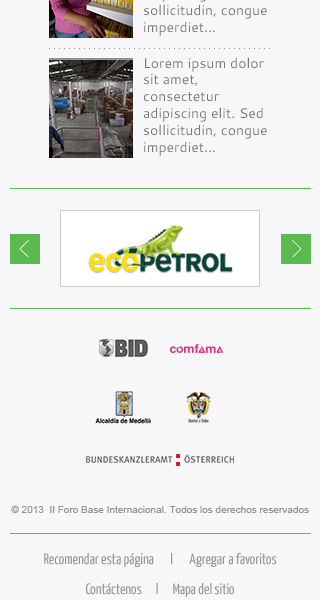 sollicitudin, congue
imperdiet...
Lorem ipsum dolor
sit amet,
consectetur
adipiscing elit. Sed
sollicitudin, congue
imperdiet...
ecoPETROL
BID
comfama
Alcaldía de Medellín
Libertad y Orden
BUNDESKANZLERAMT ÖSTERREICH
© 2013 II Foro Base Internacional. Todos los derechos reservados
Recomendar esta página | Agregar a favoritos
Contáctenos | Mapa del sitio